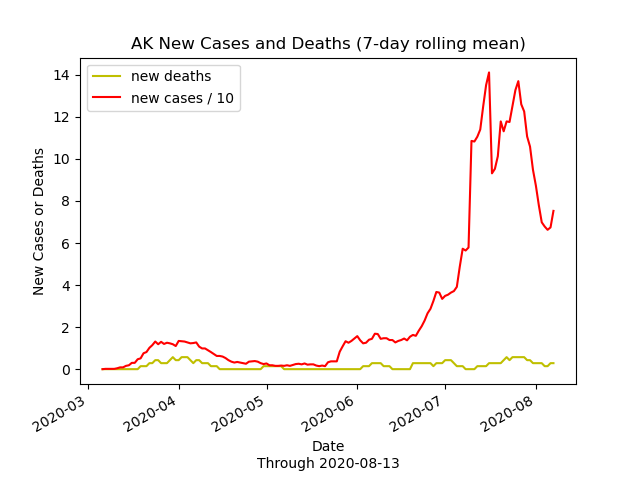 AK New Cases and Deaths (7-day rolling mean)
new deaths
new cases / 10
New Cases or Deaths
14
12
10
8
6
4
2
0
2020-03
2020-04
2020-05
2020-06
2020-07
2020-08
Date
Through 2020-08-13